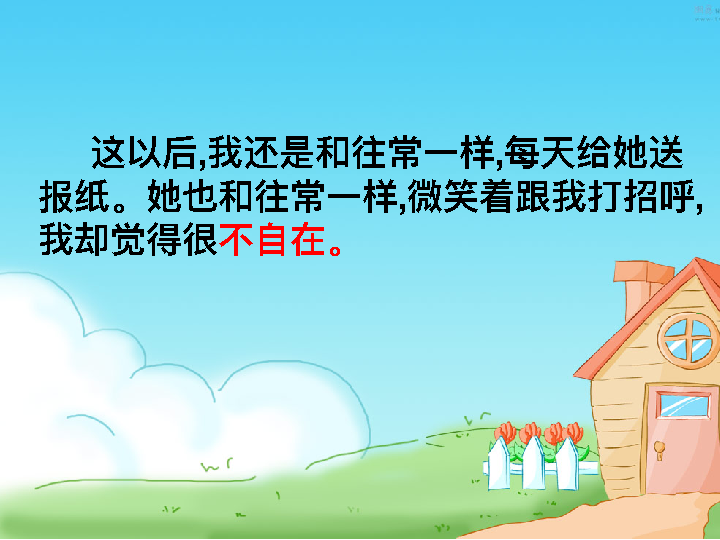 这以后,我还是和往常一样,每天给她送
报纸。她也和往常一样,微笑着跟我打招呼,
我却觉得很不自在。